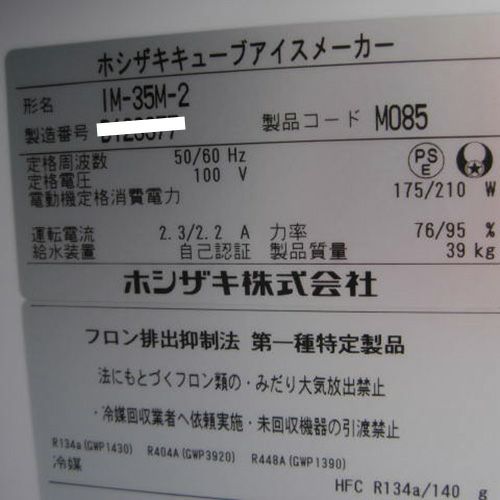 ホシザキキューブアイスメーカー
形名 IM-35M-2
製造番号 製品コード M085
定格周波数 50/60 Hz
定格電圧 100 V
電動機定格消費電力 175/210 W
PSE
運転電流 2.3/2.2 A 力率 76/95 %
給水装置 自己認証 製品質量 39 kg
ホシザキ株式会社
フロン排出抑制法 第一種特定製品
法にもとづくフロン類の・みだり大気放出禁止
・冷媒回収業者へ依頼実施・未回収機器の引渡禁止
R134a(GWP1430) R404A(GWP3920) R448A(GWP1390)
冷媒 HFC R134a/140 g